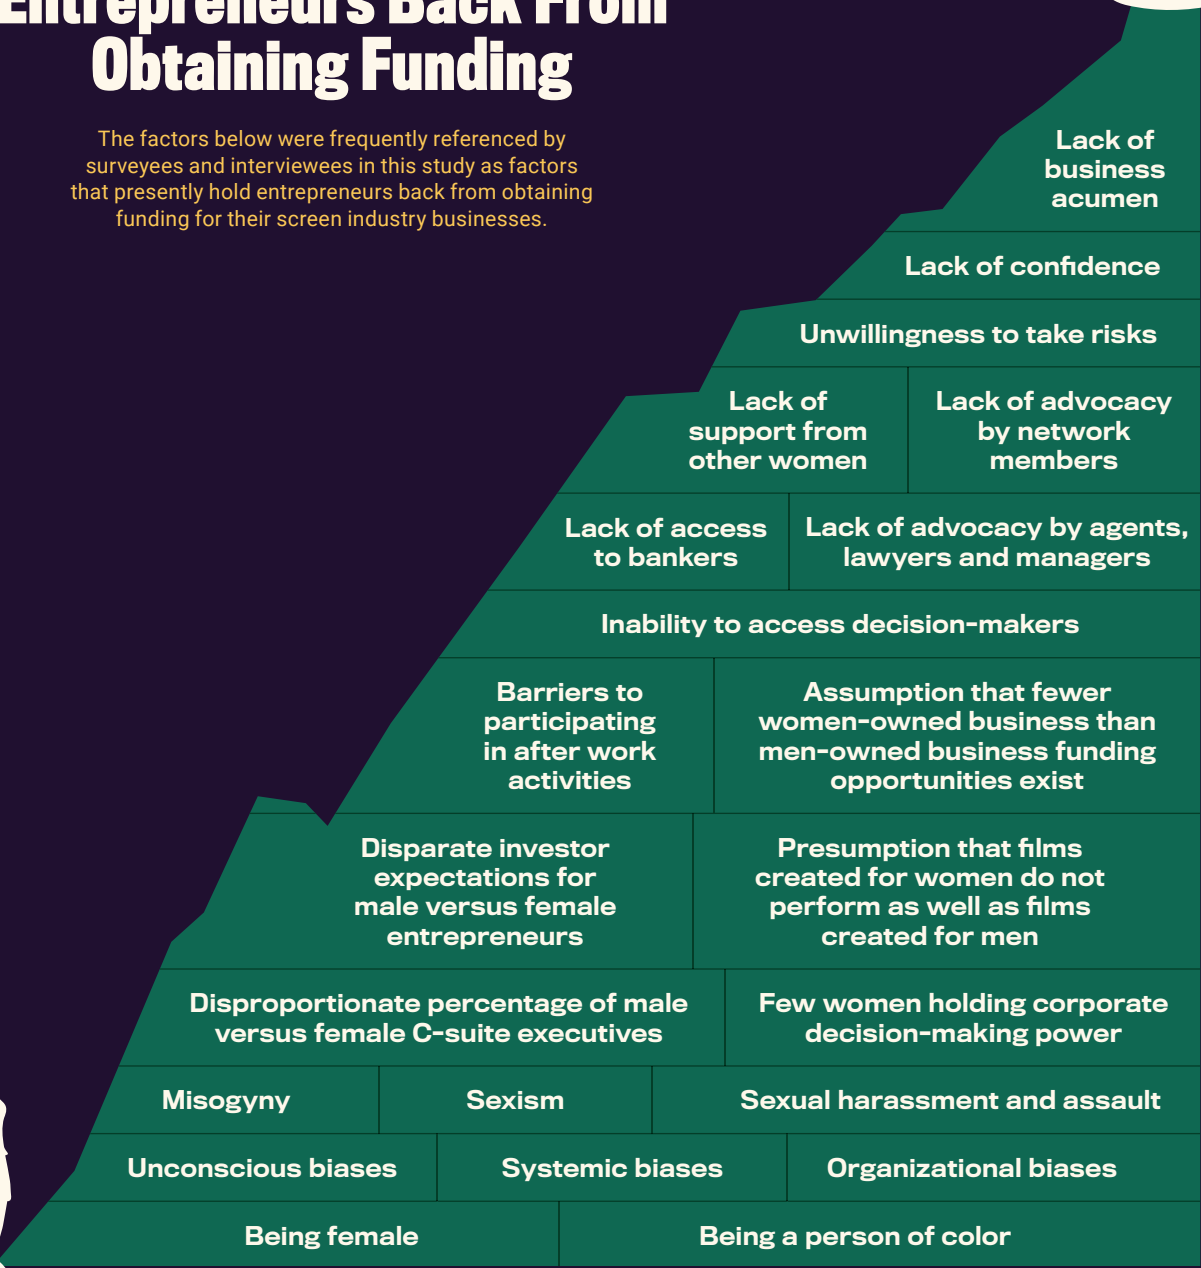 Entrepreneurs Back From
Obtaining Funding
The factors below were frequently referenced by
surveyees and interviewees in this study as factors
that presently hold entrepreneurs back from obtaining
funding for their screen industry businesses.
Lack of
business
acumen
Lack of confidence
Unwillingness to take risks
Lack of
support from
other women
Lack of advocacy
by network
members
Lack of access
to bankers
Lack of advocacy by agents,
lawyers and managers
Inability to access decision-makers
Barriers to
participating
in after work
activities
Assumption that fewer
women-owned business than
men-owned business funding
opportunities exist
Disparate investor
expectations for
male versus female
entrepreneurs
Presumption that films
created for women do not
perform as well as films
created for men
Disproportionate percentage of male
versus female C-suite executives
Few women holding corporate
decision-making power
Misogyny
Sexism
Sexual harassment and assault
Unconscious biases
Systemic biases
Organizational biases
Being female
Being a person of color